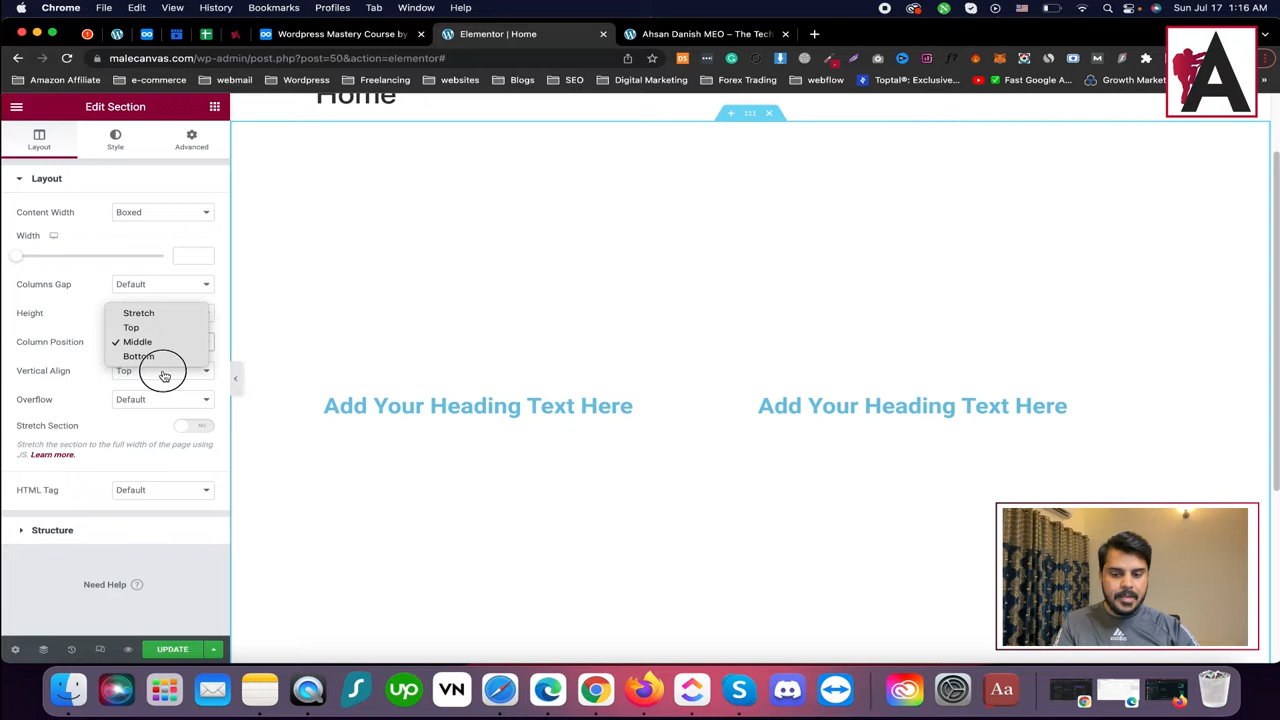 Chrome File Edit View History Bookmarks Profiles Tab Window Help
Sun Jul 17 1:16 AM
Wordpress Mastery Course by
Elementor | Home
Ahsan Danish MEO – The Tech
malecanvas.com/wp-admin/post.php?post=50&action=elementor#
Amazon Affiliate
e-commerce
webmail
Wordpress
Freelancing
websites
Blogs
SEO
Digital Marketing
Forex Trading
webflow
Toptal®: Exclusive...
Fast Google A...
Growth Market
A
Edit Section
Home
Layout
Style
Advanced
Layout
Content Width
Boxed
Width
Columns Gap
Default
Height
Stretch
Top
Column Position
Middle
Bottom
Vertical Align
Top
Overflow
Default
Add Your Heading Text Here
Add Your Heading Text Here
Stretch Section
NO
Stretch the section to the full width of the page using
JS. Learn more.
HTML Tag
Default
Structure
Need Help
UPDATE
up
VN
Aa